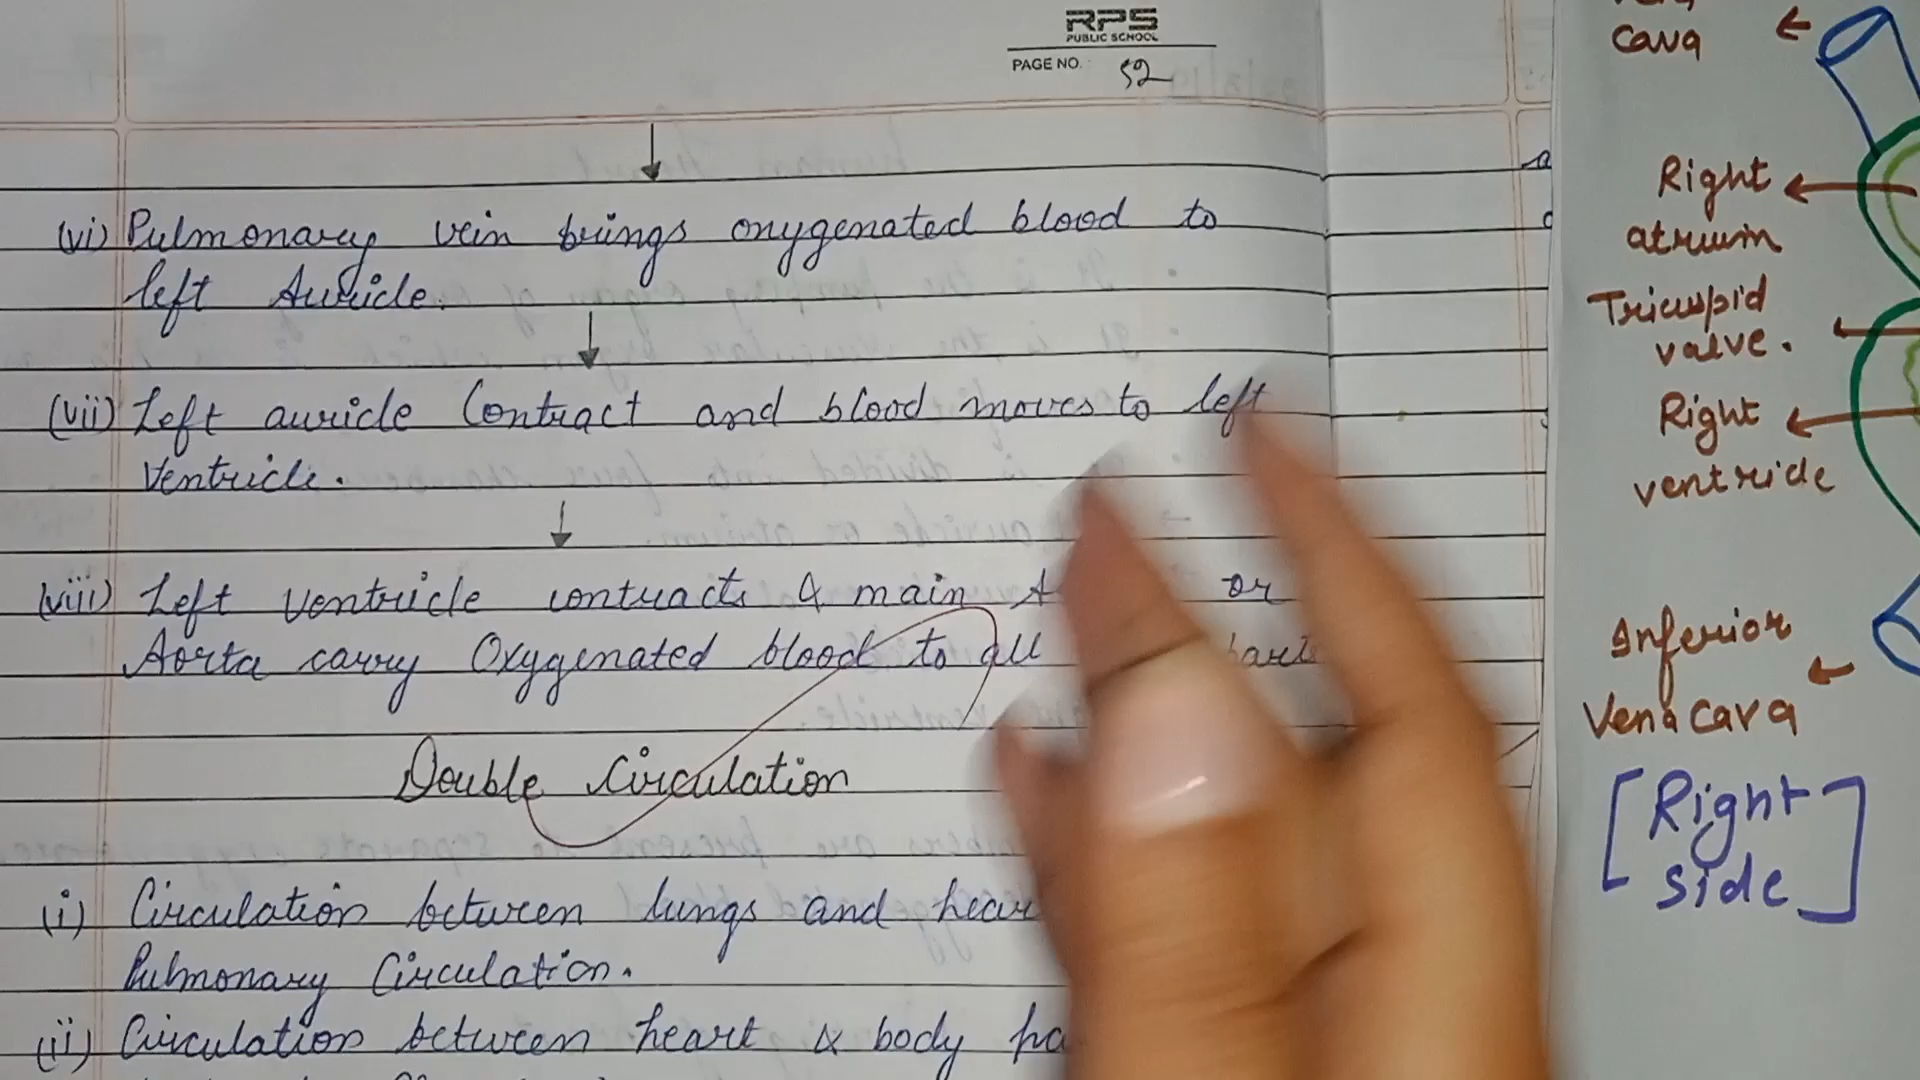 RPS
PUBLIC SCHOOL
PAGE NO. 52
(vi) Pulmonary vein brings oxygenated blood to
left Auricle.
(vii) Left auricle Contract and blood moves to left
Ventricle.
(viii) Left ventricle contracts & main or
Aorta carry Oxygenated blood to all
Double Circulation
(i) Circulation between lungs and
Pulmonary Circulation.
(ii) Circulation between heart & body
cava
Right
atrium
Tricuspid
valve.
Right
ventricle
Inferior
Vena cava
[Right
side]